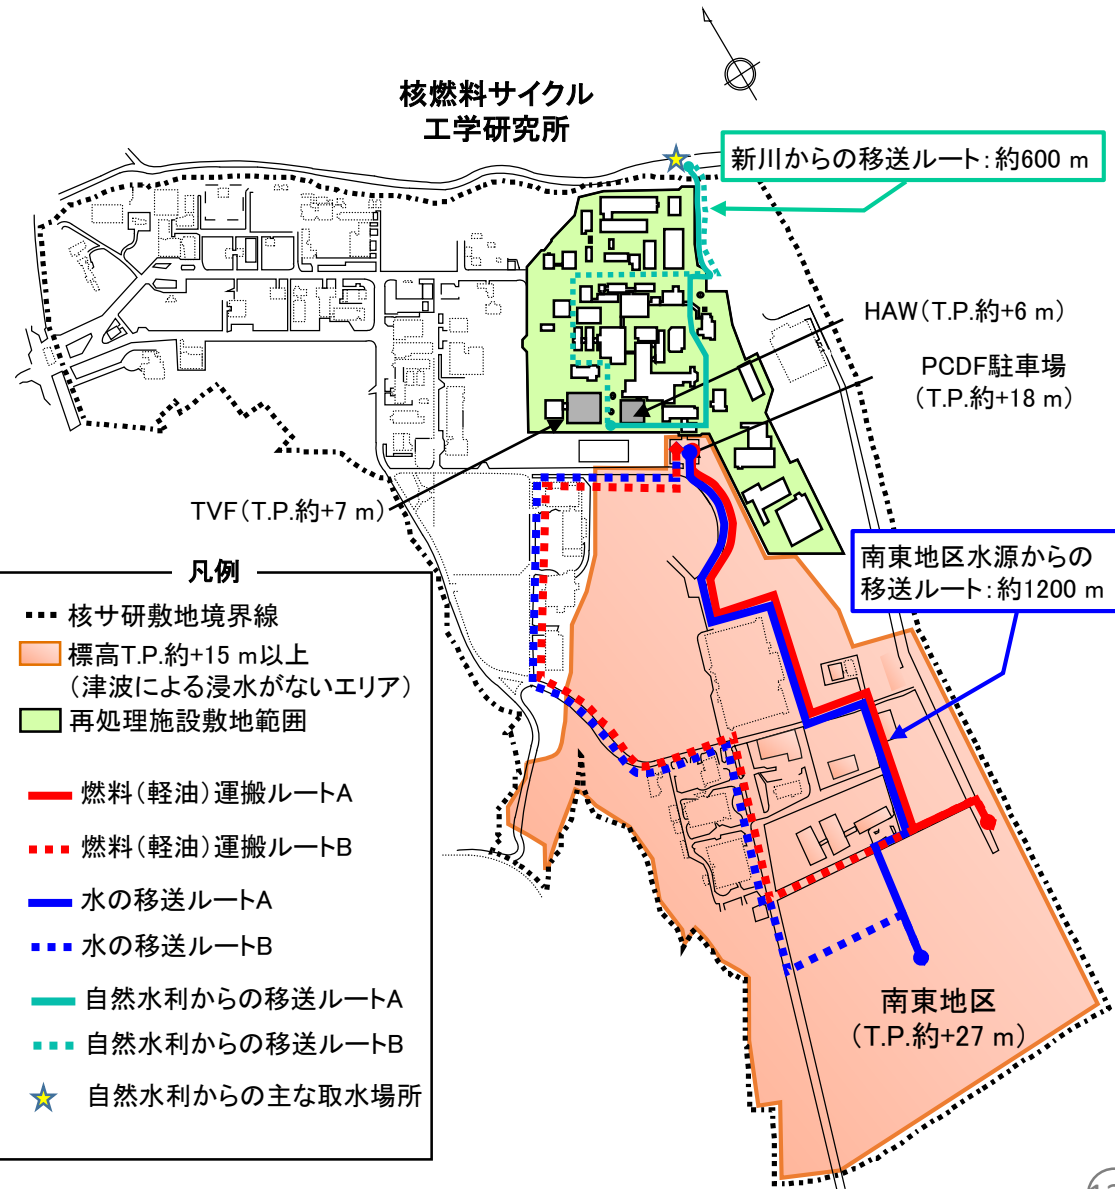 核燃料サイクル
工学研究所
新川からの移送ルート:約600 m
HAW(T.P.約+6 m)
PCDF駐車場
(T.P.約+18 m)
TVF(T.P.約+7 m)
南東地区水源からの
移送ルート:約1200 m
凡例
核サ研敷地境界線
標高T.P.約+15 m以上
(津波による浸水がないエリア)
再処理施設敷地範囲
燃料(軽油)運搬ルートA
燃料(軽油)運搬ルートB
水の移送ルートA
水の移送ルートB
自然水利からの移送ルートA
自然水利からの移送ルートB
自然水利からの主な取水場所
南東地区
(T.P.約+27 m)